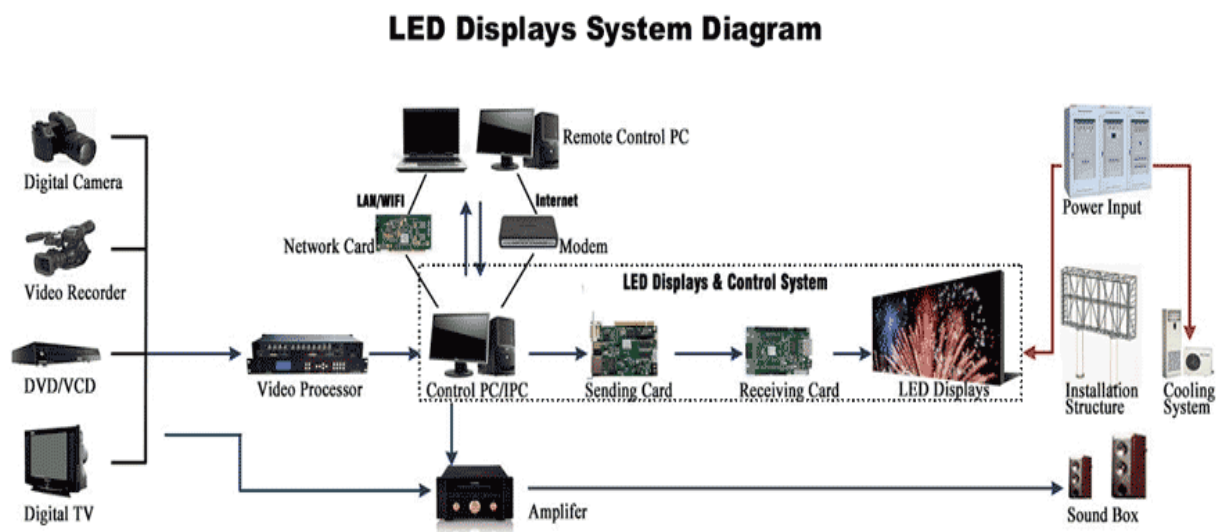 LED Displays System Diagram
Digital Camera
Video Recorder
DVD/VCD
Digital TV
Video Processor
Remote Control PC
LAN/WIFI
Internet
Network Card
Modem
LED Displays & Control System
Control PC/IPC
Sending Card
Receiving Card
LED Displays
Power Input
Installation
Structure
Cooling
System
Amplifer
Sound Box